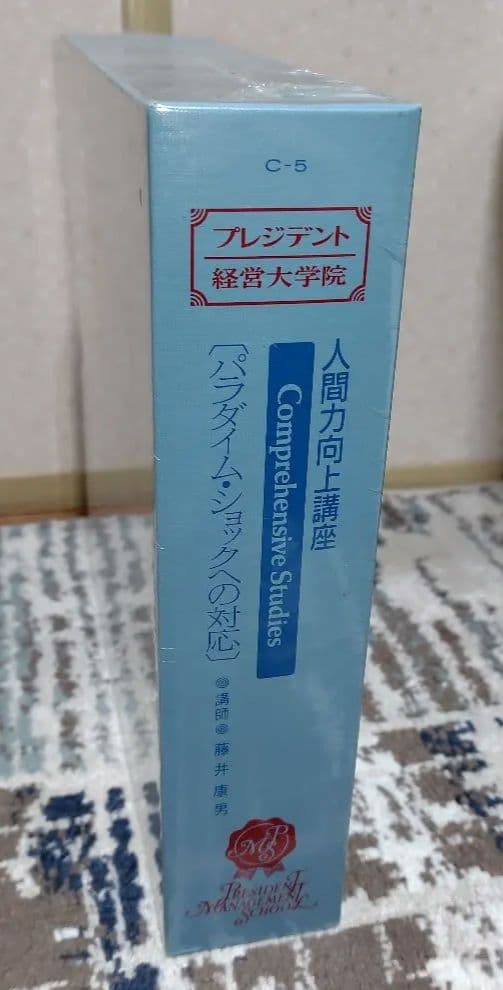 C-5
プレジデント
経営大学院
人間力向上講座
Comprehensive Studies
〔パラダイム・ショックへの対応〕
◎講師◎ 藤井康男
MPS
PRESIDENT
MANAGEMENT
SCHOOL